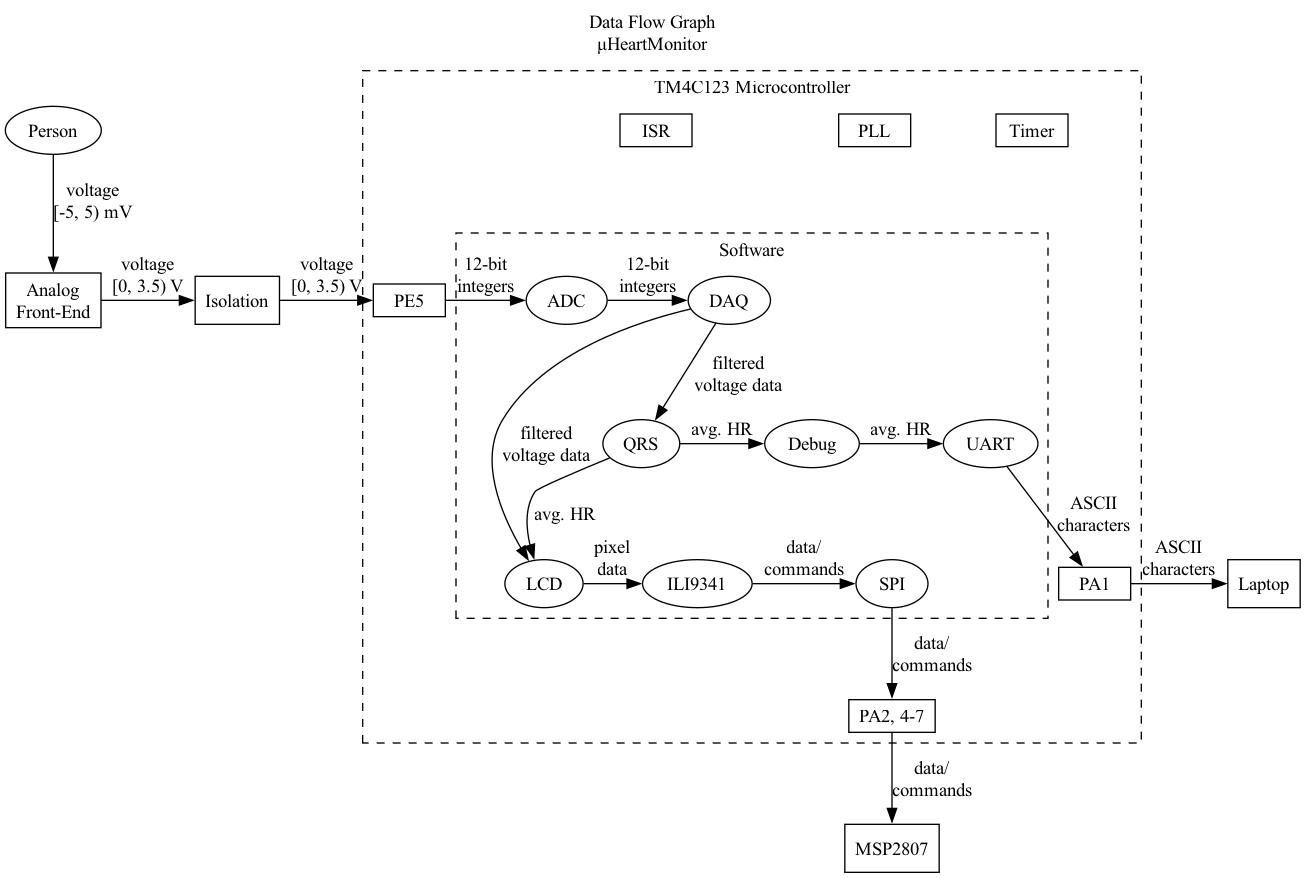 Data Flow Graph
µHeartMonitor
TM4C123 Microcontroller
ISR
PLL
Timer
Person
voltage
[-5, 5) mV
Software
voltage
[0, 3.5) V
voltage
[0, 3.5) V
12-bit
integers
12-bit
integers
Analog
Front-End
Isolation
PE5
ADC
DAQ
filtered
voltage data
filtered
voltage data
QRS
avg. HR
Debug
avg. HR
UART
avg. HR
ASCII
characters
pixel
data
data/
commands
ASCII
characters
LCD
ILI9341
SPI
PA1
Laptop
data/
commands
PA2, 4-7
data/
commands
MSP2807